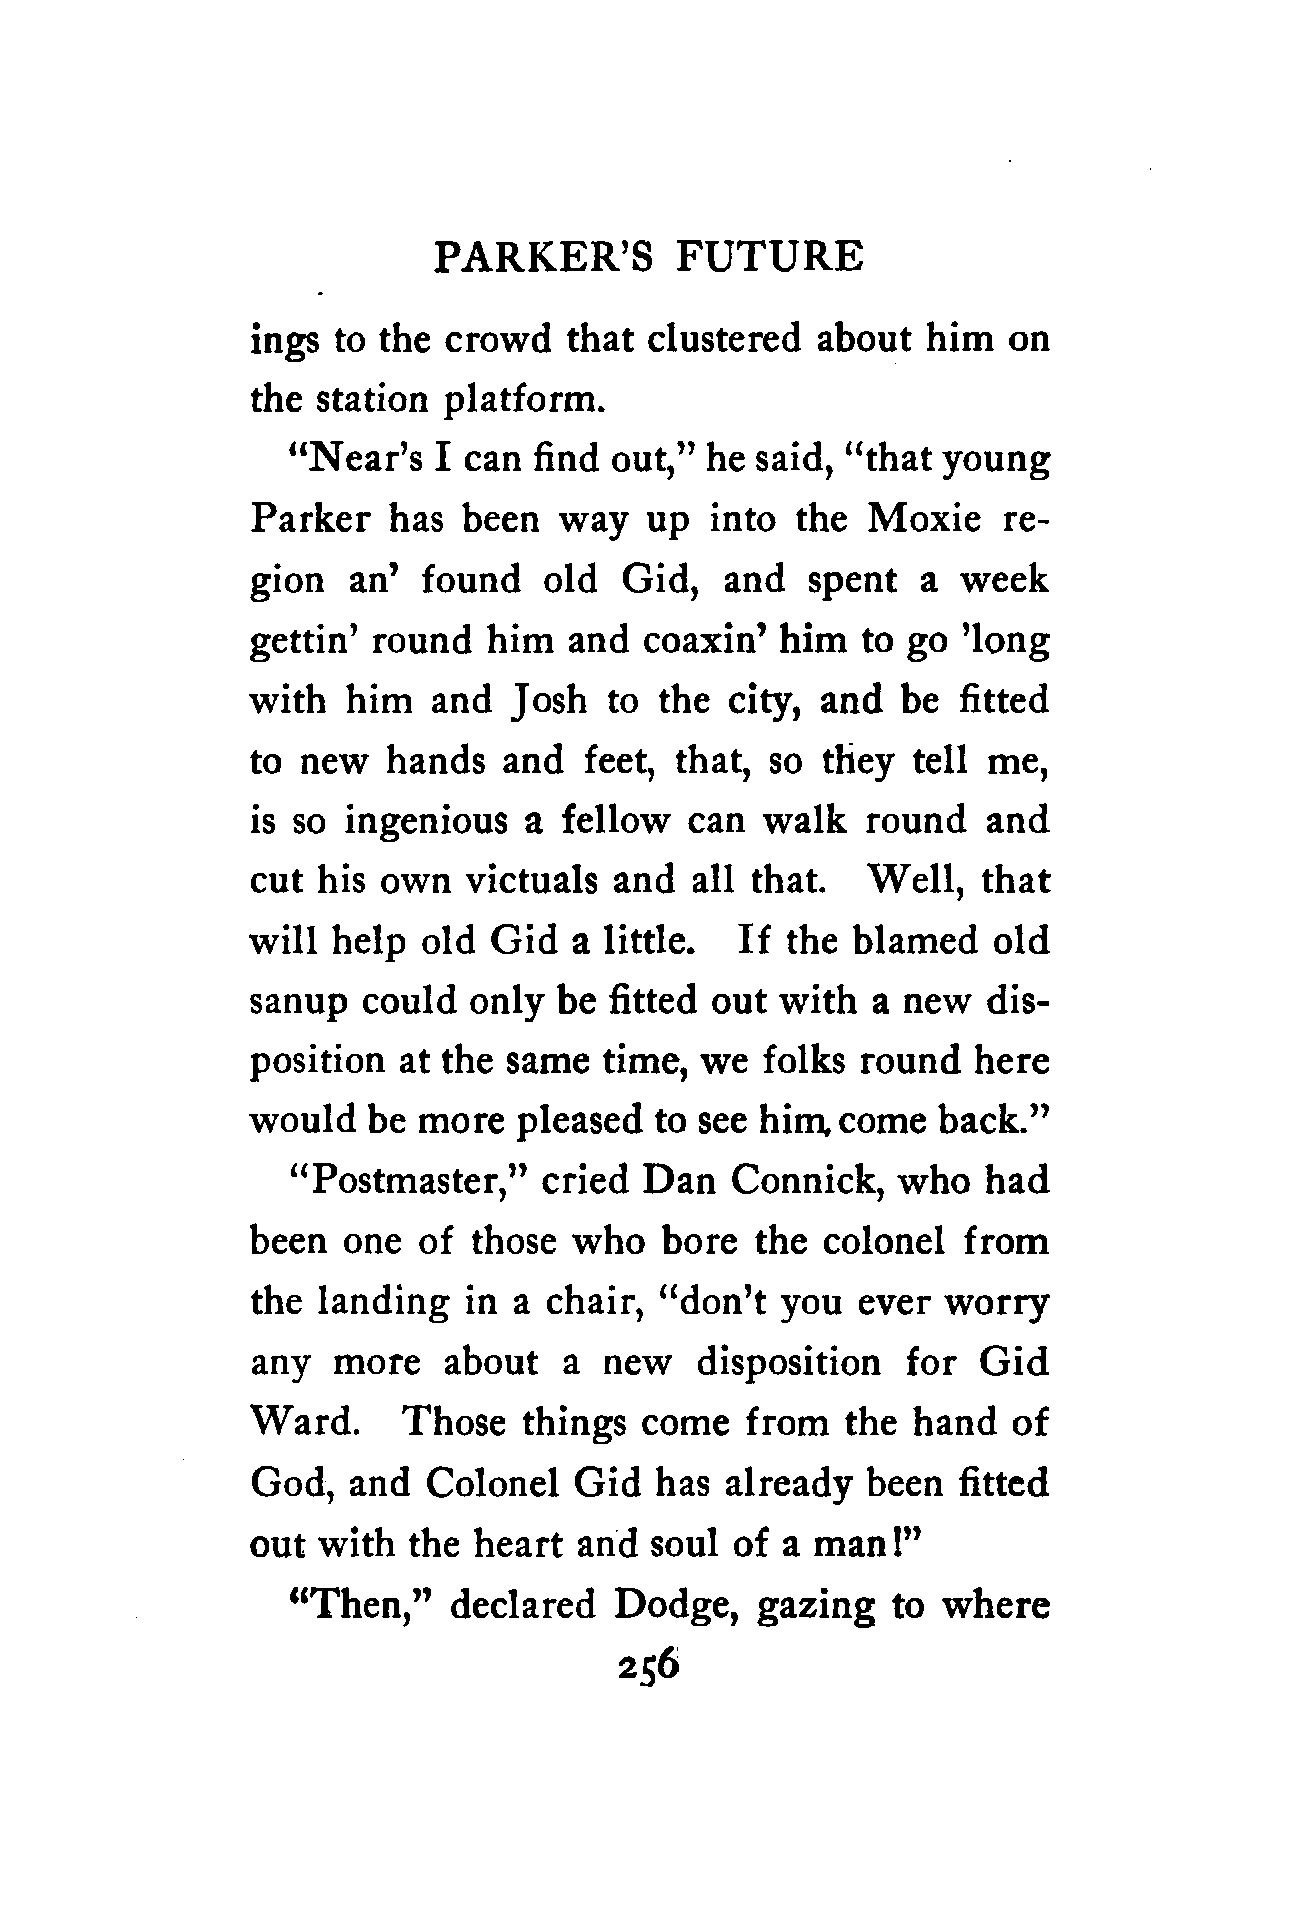 PARKER'S FUTURE
ings to the crowd that clustered about him on
the station platform.
"Near's I can find out," he said, "that young
Parker has been way up into the Moxie re-
gion an' found old Gid, and spent a week
gettin' round him and coaxin' him to go 'long
with him and Josh to the city, and be fitted
to new hands and feet, that, so they tell me,
is so ingenious a fellow can walk round and
cut his own victuals and all that. Well, that
will help old Gid a little. If the blamed old
sanup could only be fitted out with a new dis-
position at the same time, we folks round here
would be more pleased to see him, come back."
"Postmaster," cried Dan Connick, who had
been one of those who bore the colonel from
the landing in a chair, "don't you ever worry
any more about a new disposition for Gid
Ward. Those things come from the hand of
God, and Colonel Gid has already been fitted
out with the heart and soul of a man!"
"Then," declared Dodge, gazing to where
256